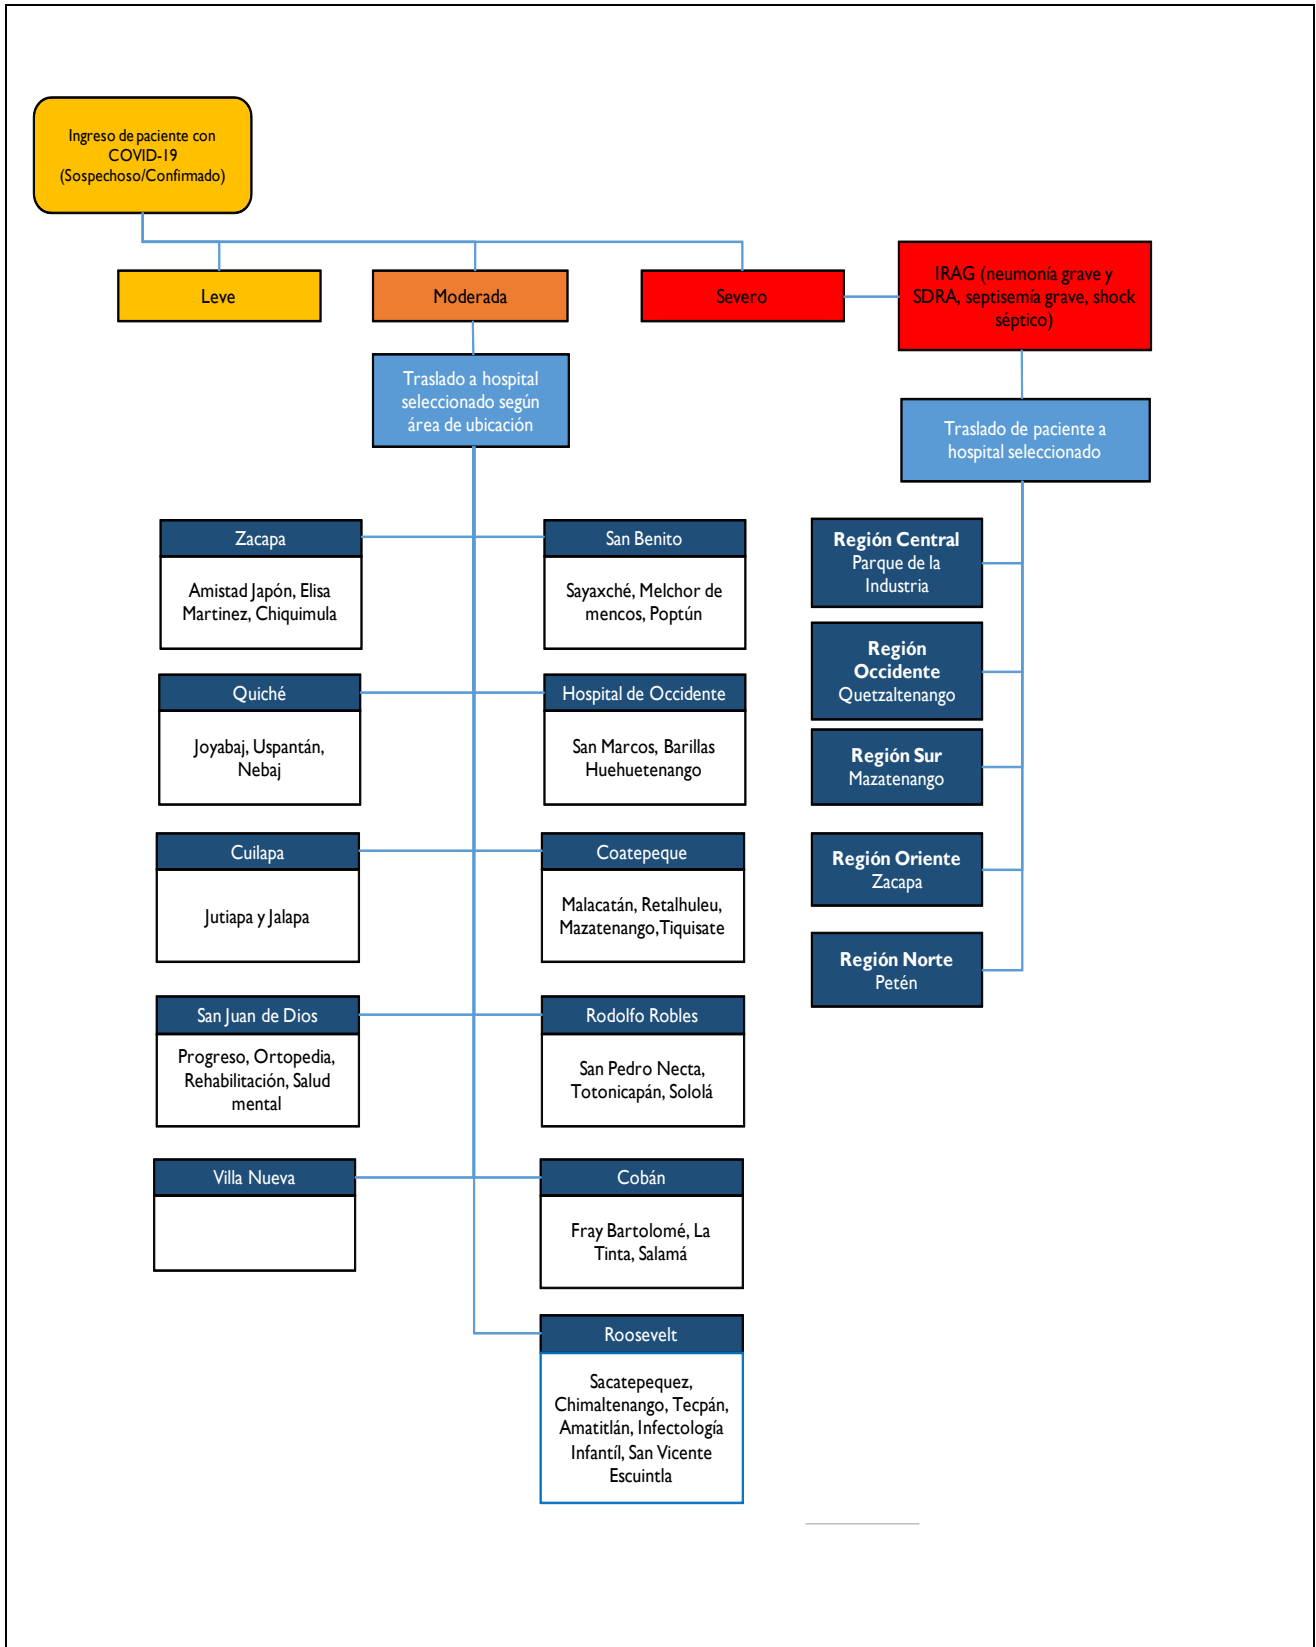 Ingreso de paciente con
COVID-19
(Sospechoso/Confirmado)
Leve
Moderada
Severo
IRAG (neumonía grave y
SDRA, septisemía grave, shock
séptico)
Traslado a hospital
seleccionado según
área de ubicación
Traslado de paciente a
hospital seleccionado
Zacapa
Amistad Japón, Elisa
Martinez, Chiquimula
San Benito
Sayaxché, Melchor de
mencos, Poptún
Quiché
Joyabaj, Uspantán,
Nebaj
Hospital de Occidente
San Marcos, Barillas
Huehuetenango
Cuilapa
Jutiapa y Jalapa
Coatepeque
Malacatán, Retalhuleu,
Mazatenango,Tiquisate
San Juan de Dios
Progreso, Ortopedia,
Rehabilitación, Salud
mental
Rodolfo Robles
San Pedro Necta,
Totonicapán, Sololá
Villa Nueva
Cobán
Fray Bartolomé, La
Tinta, Salamá
Roosevelt
Sacatepequez,
Chimaltenango, Tecpán,
Amatitlán, Infectología
Infantíl, San Vicente
Escuintla
Región Central
Parque de la
Industria
Región
Occidente
Quetzaltenango
Región Sur
Mazatenango
Región Oriente
Zacapa
Región Norte
Petén